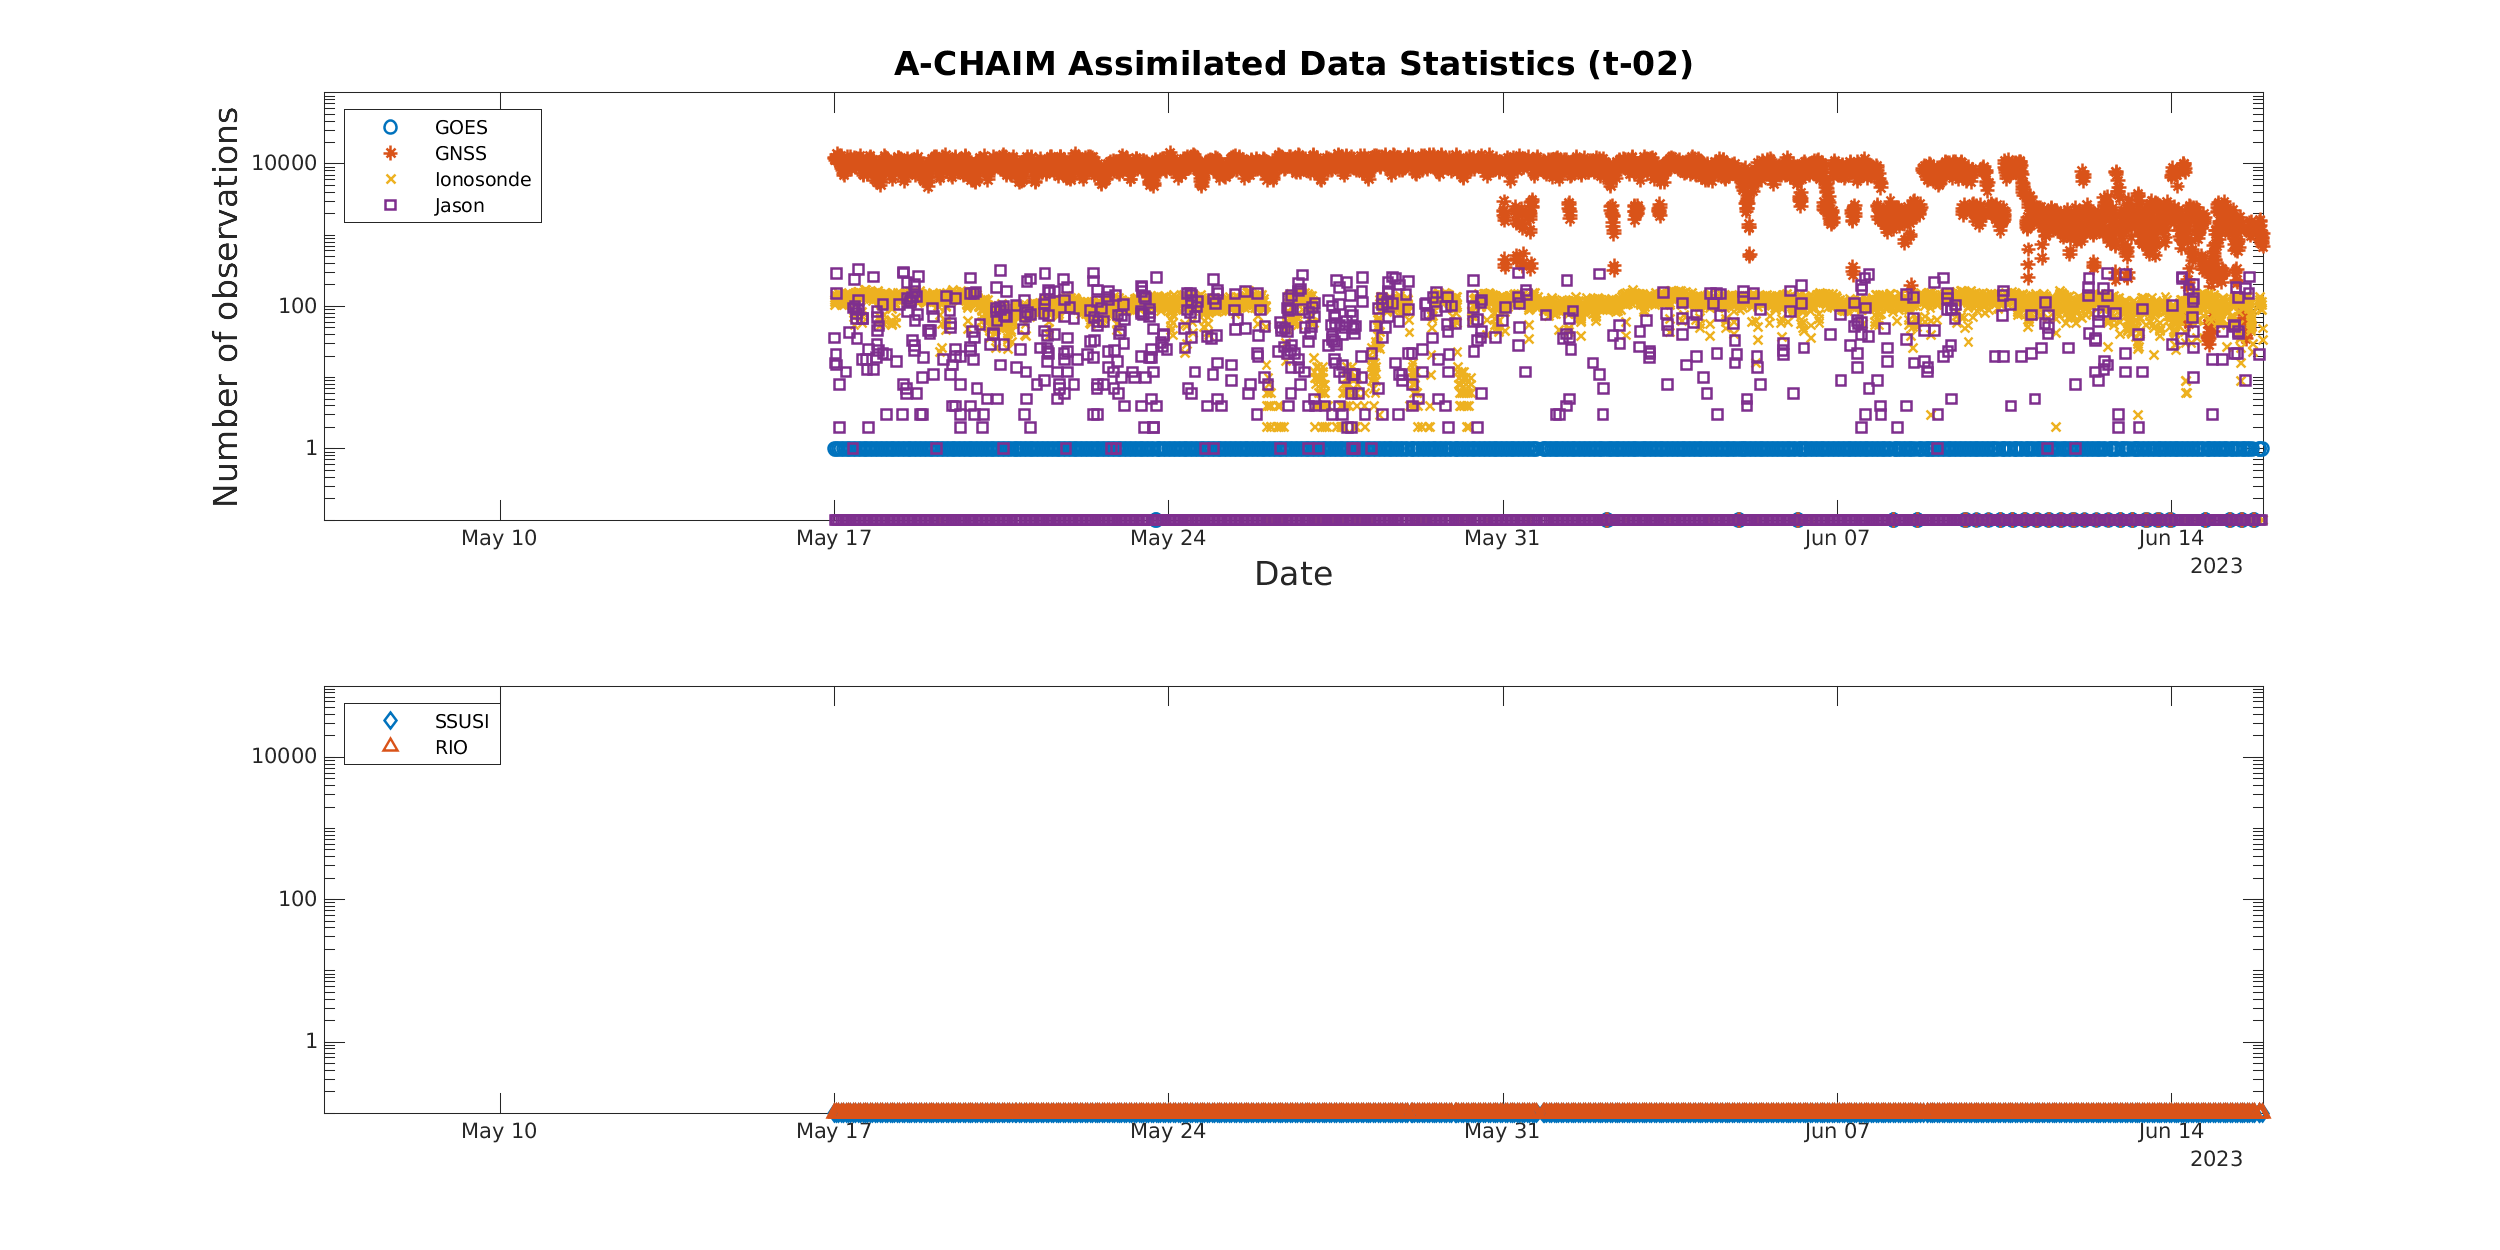 A-CHAIM Assimilated Data Statistics (t-02)
GOES
GNSS
Ionosonde
Jason
Number of observations
10000
100
1
May 10
May 17
May 24
May 31
Jun 07
Jun 14
2023
Date
SSUSI
RIO
10000
100
1
May 10
May 17
May 24
May 31
Jun 07
Jun 14
2023